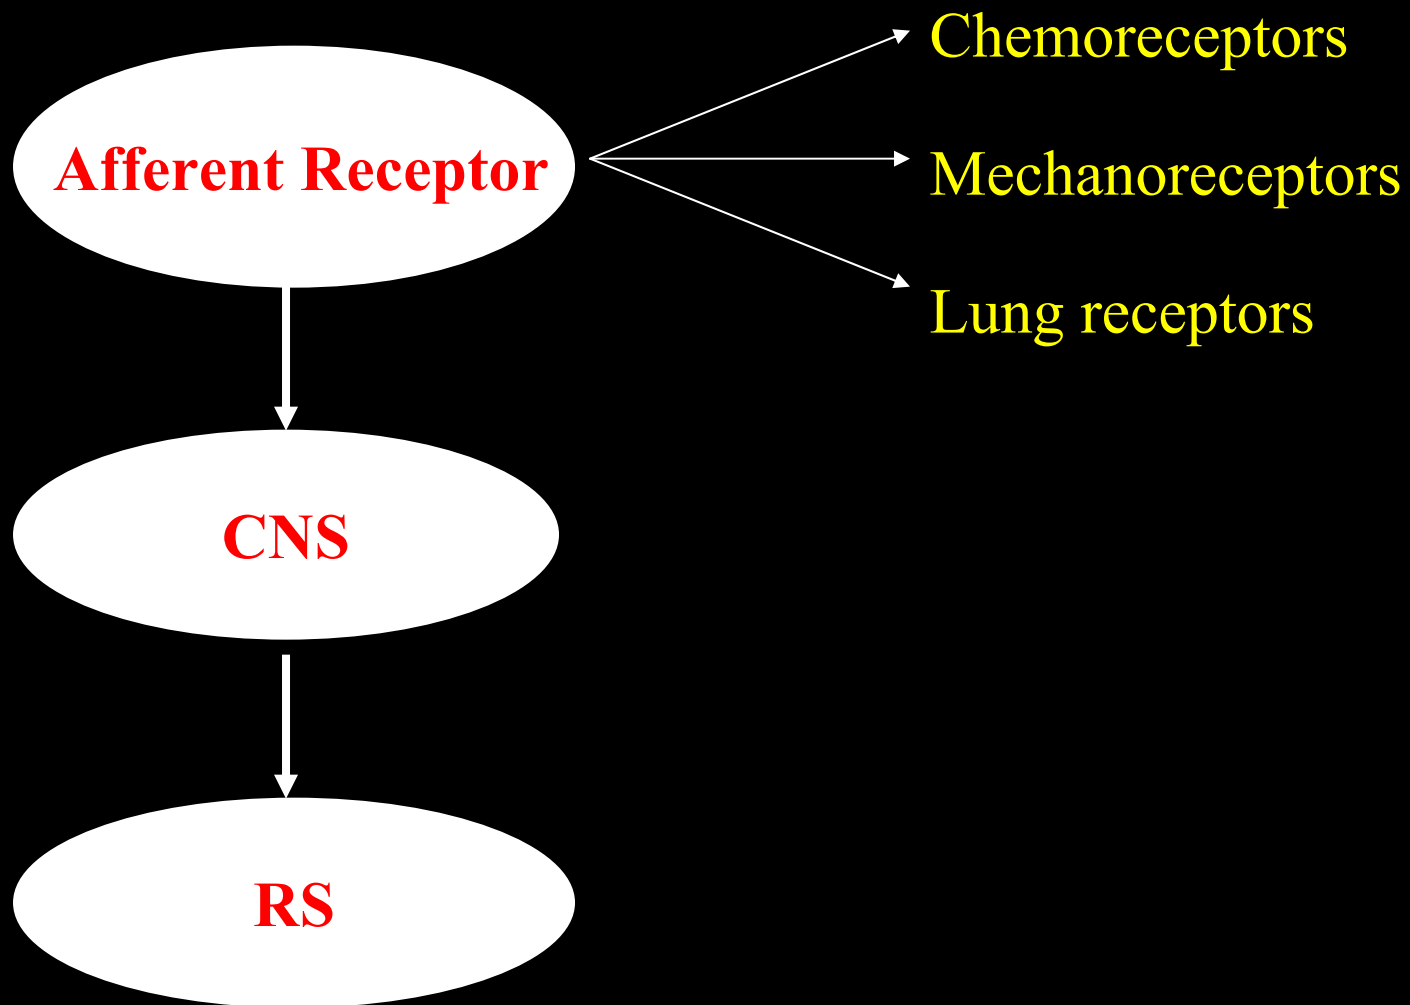 Chemoreceptors
Afferent Receptor
Mechanoreceptors
Lung receptors
CNS
RS